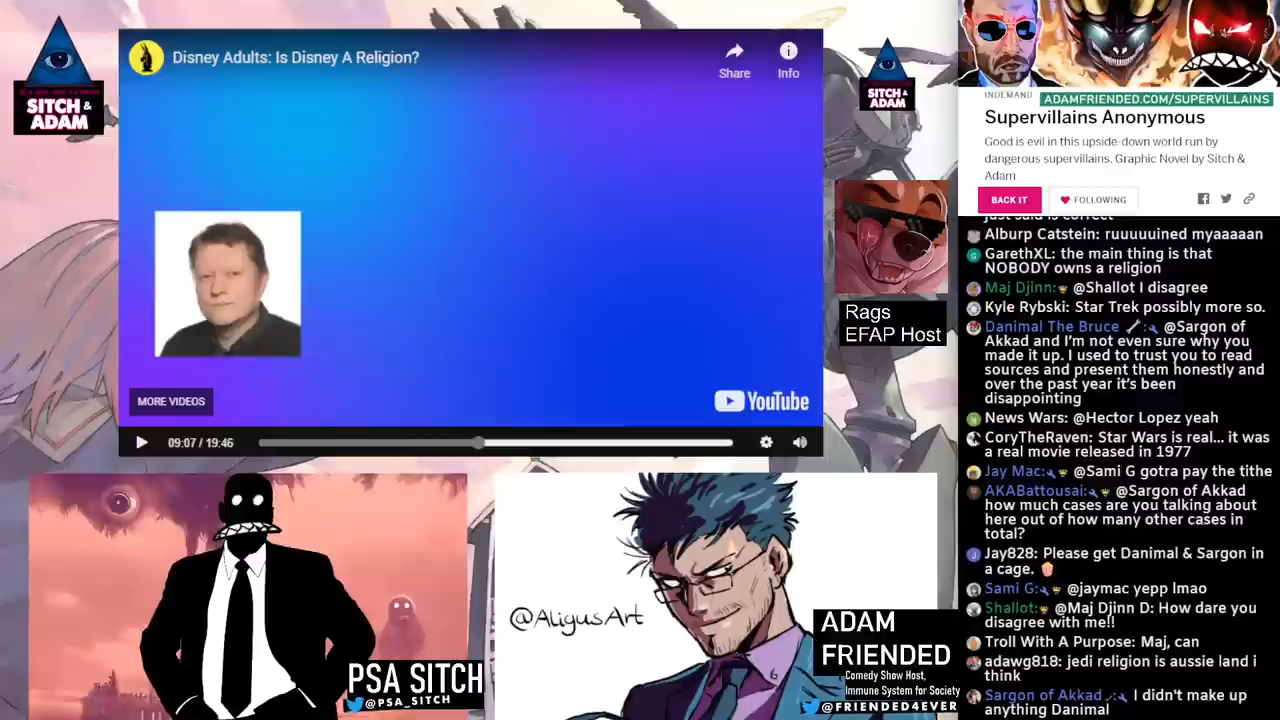 SITCH &
ADAM
Disney Adults: Is Disney A Religion?
Share
Info
SITCH &
ADAM
MORE VIDEOS
YouTube
09:07 / 19:46
Rags
EFAP Host
@AligusArt
PSA SITCH
@PSA_SITCH
ADAM
FRIENDED
Comedy Show Host,
Immune System for Society
@FRIENDED4EVER
INDEMAND
ADAMFRIENDED.COM/SUPERVILLAINS
Supervillains Anonymous
Good is evil in this upside-down world run by
dangerous supervillains. Graphic Novel by Sitch &
Adam
BACK IT
FOLLOWING
just said is correct
Alburp Catstein: ruuuuuined myaaaaan
GarethXL: the main thing is that
NOBODY owns a religion
Maj Djinn: @Shallot I disagree
Kyle Rybski: Star Trek possibly more so.
Danimal The Bruce : @Sargon of
Akkad and I'm not even sure why you
made it up. I used to trust you to read
sources and present them honestly and
over the past year it's been
disappointing
News Wars: @Hector Lopez yeah
CoryTheRaven: Star Wars is real... it was
a real movie released in 1977
Jay Mac: @Sami G gotra pay the tithe
AKABattousai: @Sargon of Akkad
how much cases are you talking about
here out of how many other cases in
total?
Jay828: Please get Danimal & Sargon in
a cage. 🍿
Sami G: @jaymac yepp lmao
Shallot: @Maj Djinn D: How dare you
disagree with me!!
Troll With A Purpose: Maj, can
adawg818: jedi religion is aussie land i
think
Sargon of Akkad : I didn't make up
anything Danimal